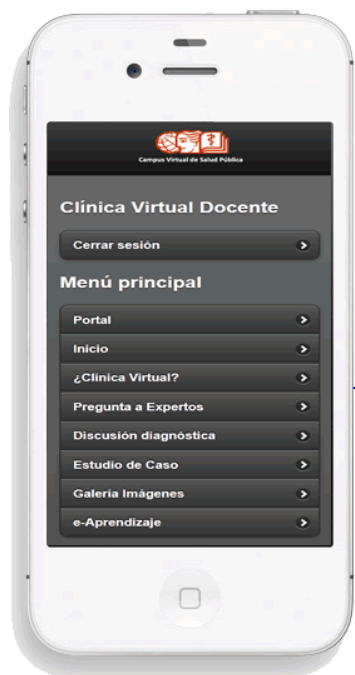 Campus Virtual de Salud Pública
Clínica Virtual Docente
Cerrar sesión
Menú principal
Portal
Inicio
¿Clínica Virtual?
Pregunta a Expertos
Discusión diagnóstica
Estudio de Caso
Galería Imágenes
e-Aprendizaje